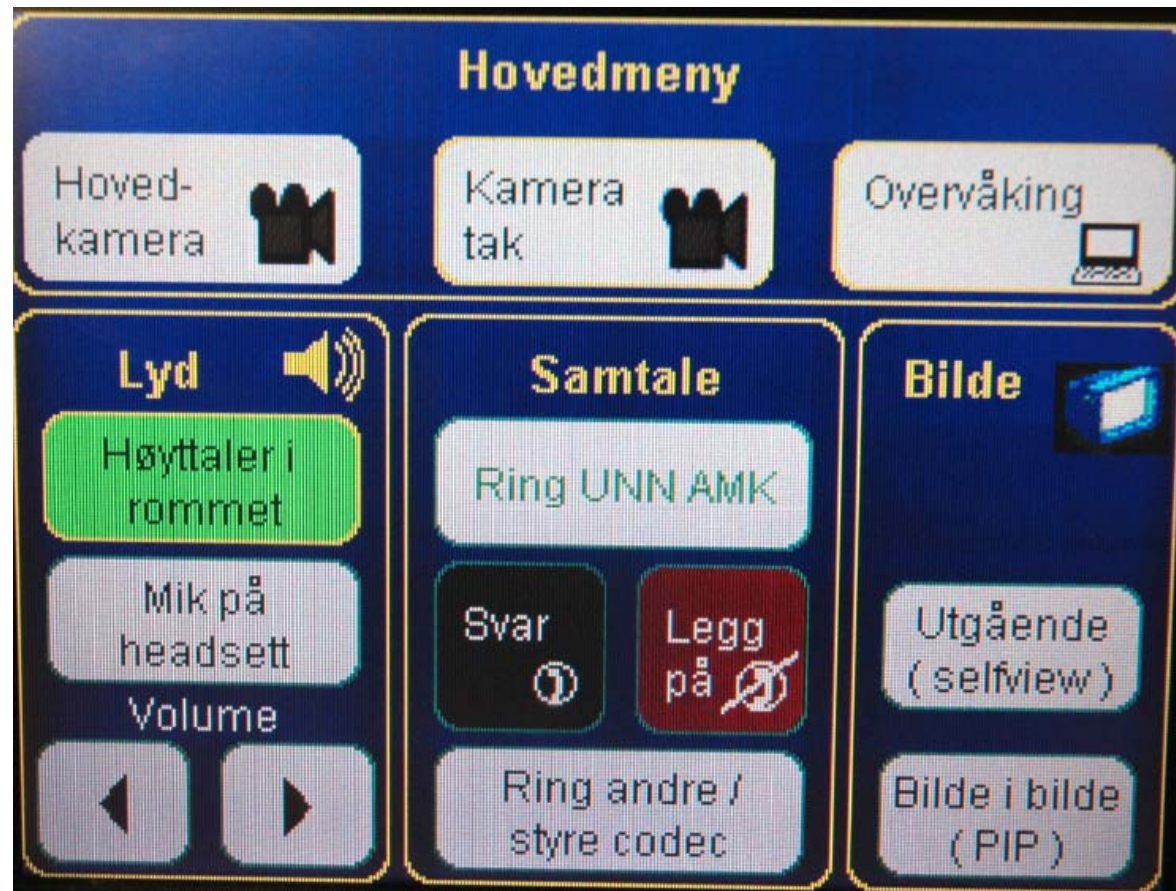 Hovedmeny
Hoved-
kamera
Kamera
tak
Overvåking
Lyd
Høyttaler i
rommet
Mik på
headsett
Volume
Samtale
Ring UNN AMK
Svar
Legg
på
Ring andre /
styre codec
Bilde
Utgående
( selfview )
Bilde i bilde
( PIP )